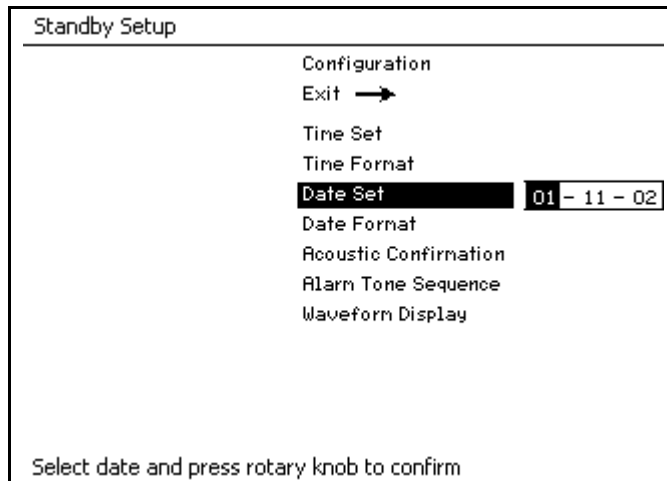 Standby Setup
Configuration
Exit
Time Set
Time Format
Date Set 01 - 11 - 02
Date Format
Acoustic Confirmation
Alarm Tone Sequence
Waveform Display
Select date and press rotary knob to confirm